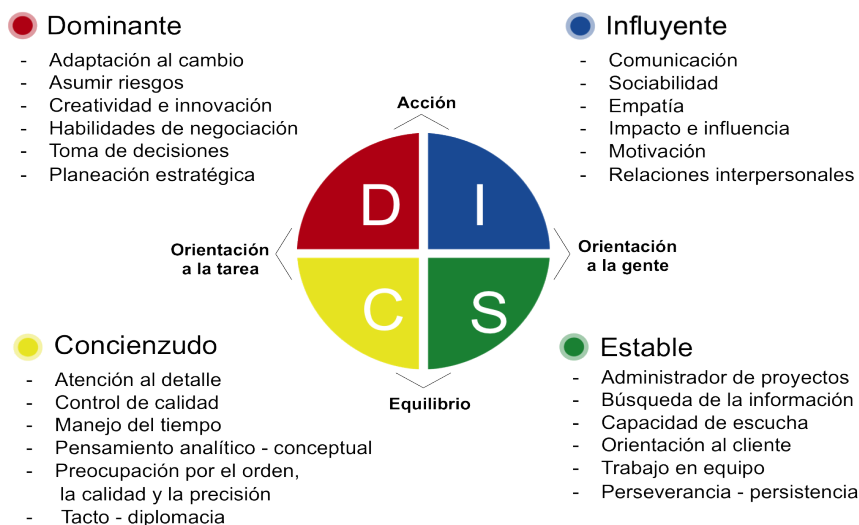 Dominante
- Adaptación al cambio
- Asumir riesgos
- Creatividad e innovación
- Habilidades de negociación
- Toma de decisiones
- Planeación estratégica
Influyente
- Comunicación
- Sociabilidad
- Empatía
- Impacto e influencia
- Motivación
- Relaciones interpersonales
Acción
D
I
Orientación
a la tarea
Orientación
a la gente
C
S
Equilibrio
Concienzudo
- Atención al detalle
- Control de calidad
- Manejo del tiempo
- Pensamiento analítico - conceptual
- Preocupación por el orden,
la calidad y la precisión
- Tacto - diplomacia
Estable
- Administrador de proyectos
- Búsqueda de la información
- Capacidad de escucha
- Orientación al cliente
- Trabajo en equipo
- Perseverancia - persistencia